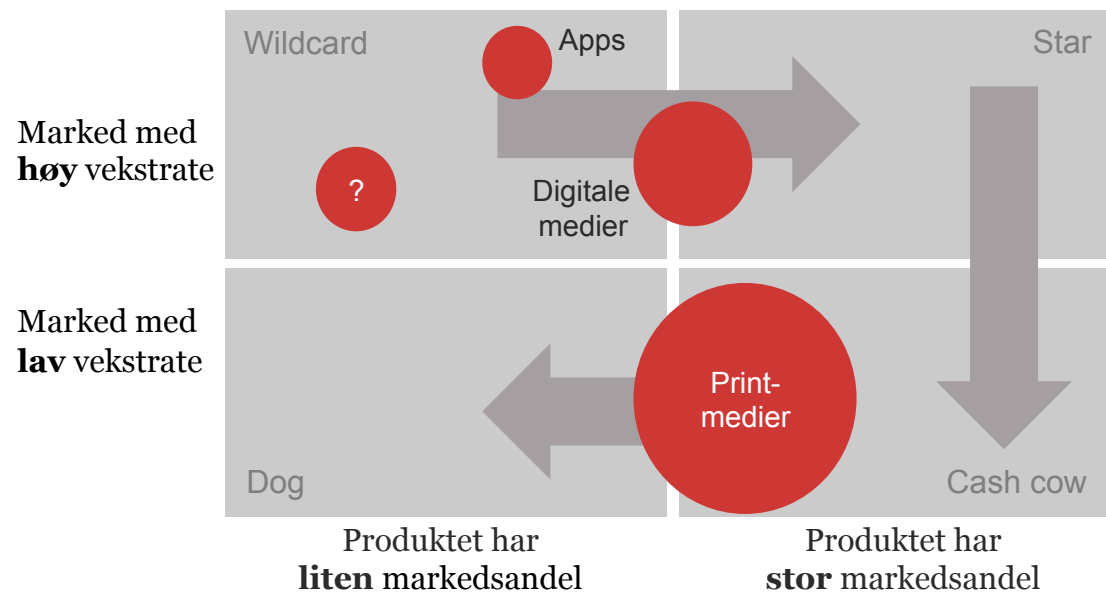 Wildcard
Apps
Star
Marked med
høy vekstrate
?
Digitale
medier
Marked med
lav vekstrate
Print-
medier
Dog
Cash cow
Produktet har
liten markedsandel
Produktet har
stor markedsandel